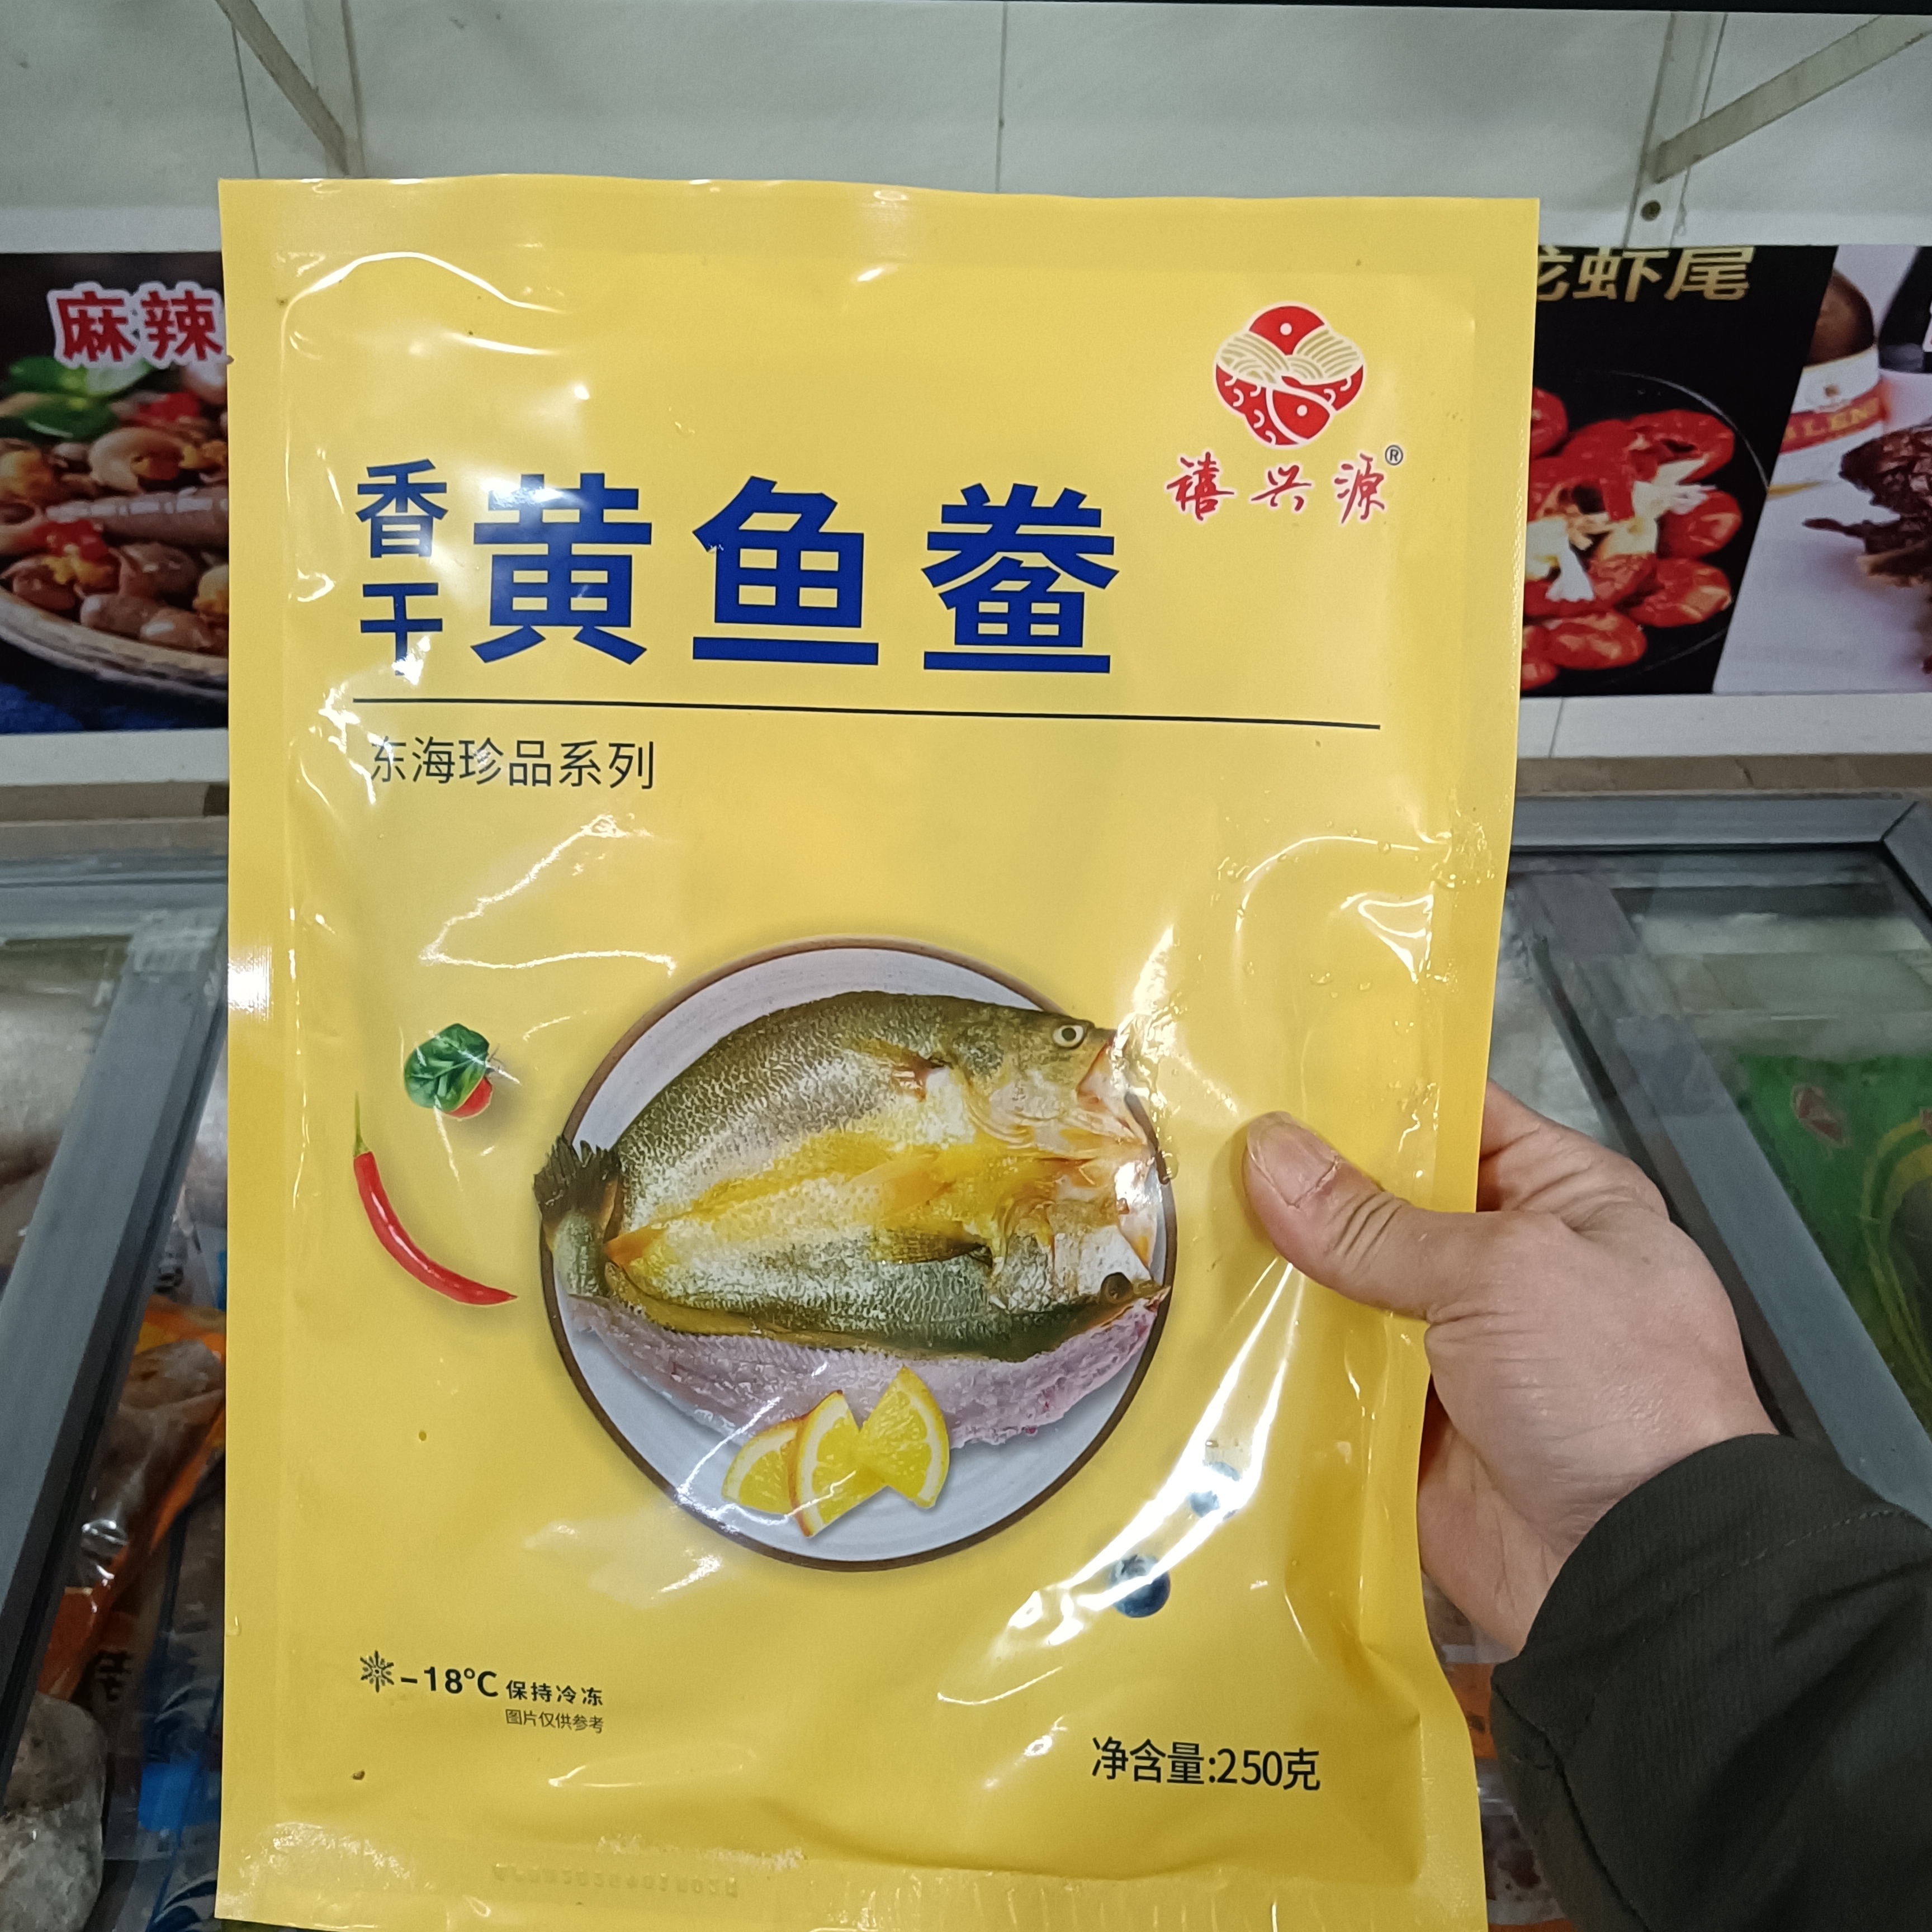 麻辣
虾尾
禧兴源®
香干
黄鱼鲞
东海珍品系列
-18℃ 保持冷冻
图片仅供参考
净含量:250克